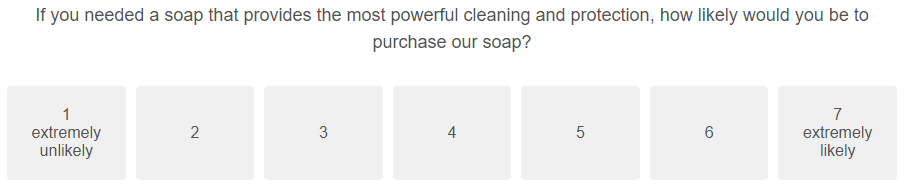 If you needed a soap that provides the most powerful cleaning and protection, how likely would you be to
purchase our soap?
1
extremely
unlikely
2
3
4
5
6
7
extremely
likely